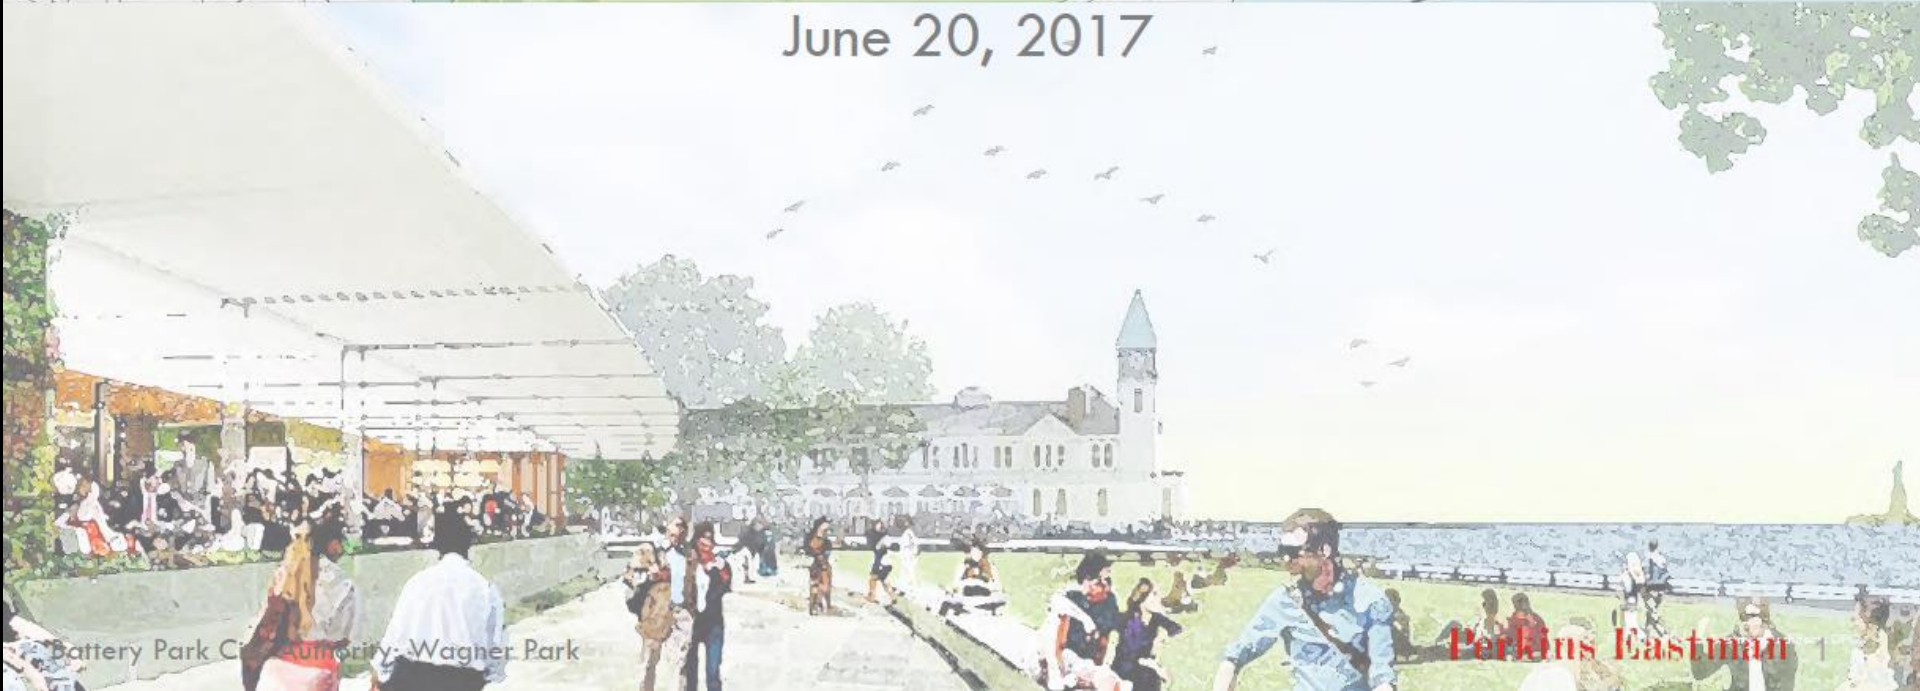 June 20, 2017
Battery Park City Authority: Wagner Park
Perkins Eastman 1